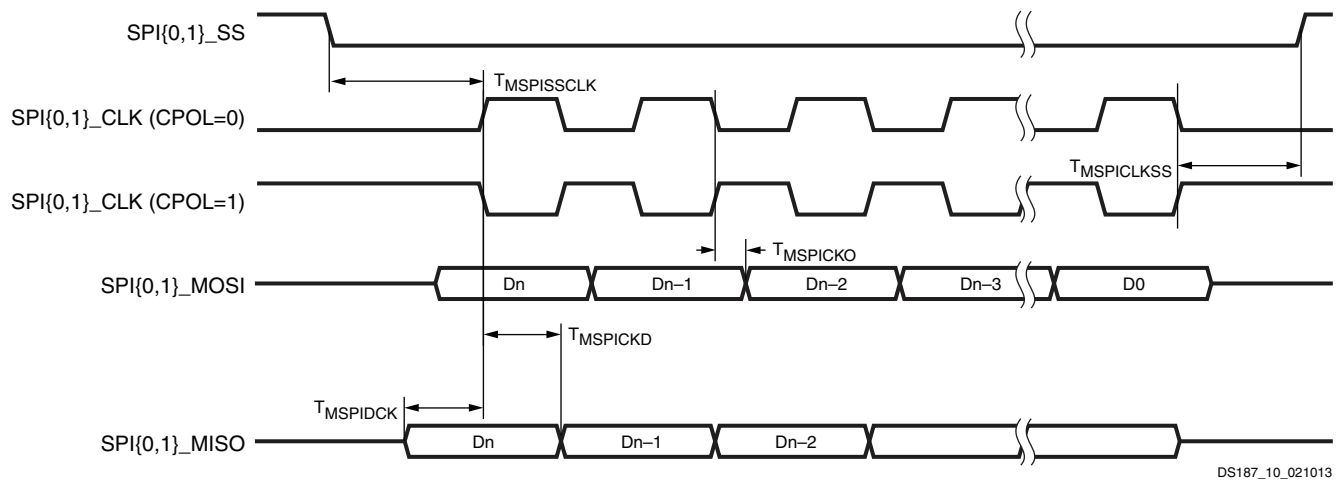 SPI{0,1}_SS
TMSPISSCLK
SPI{0,1}_CLK (CPOL=0)
TMSPICLKSS
SPI{0,1}_CLK (CPOL=1)
TMSPICKO
SPI{0,1}_MOSI
Dn Dn–1 Dn–2 Dn–3 D0
TMSPICKD
TMSPIDCK
SPI{0,1}_MISO
Dn Dn–1 Dn–2
DS187_10_021013